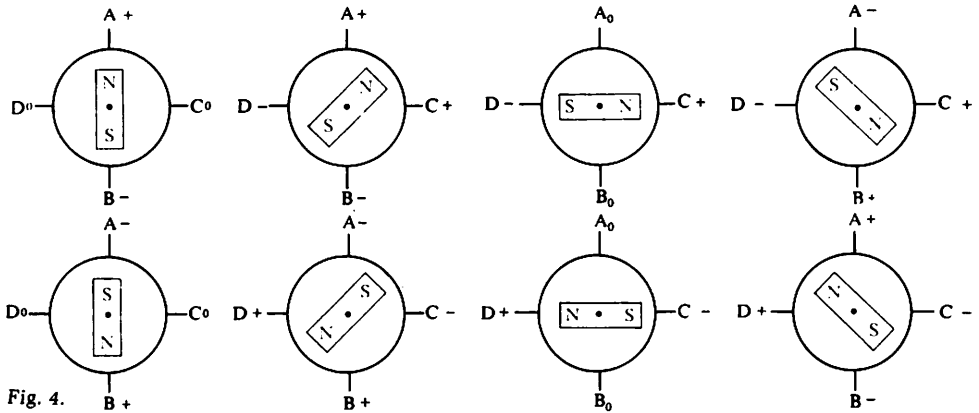 A + A + A₀ A −
N N S N S
D⁰ C⁰ D − C + D − C + D − C +
S S N
B − B − B₀ B +
A − A − A₀ A +
S S N S N
D⁰ C⁰ D + C − D + C − D + C −
N N S
B + B + B₀ B −
Fig. 4.